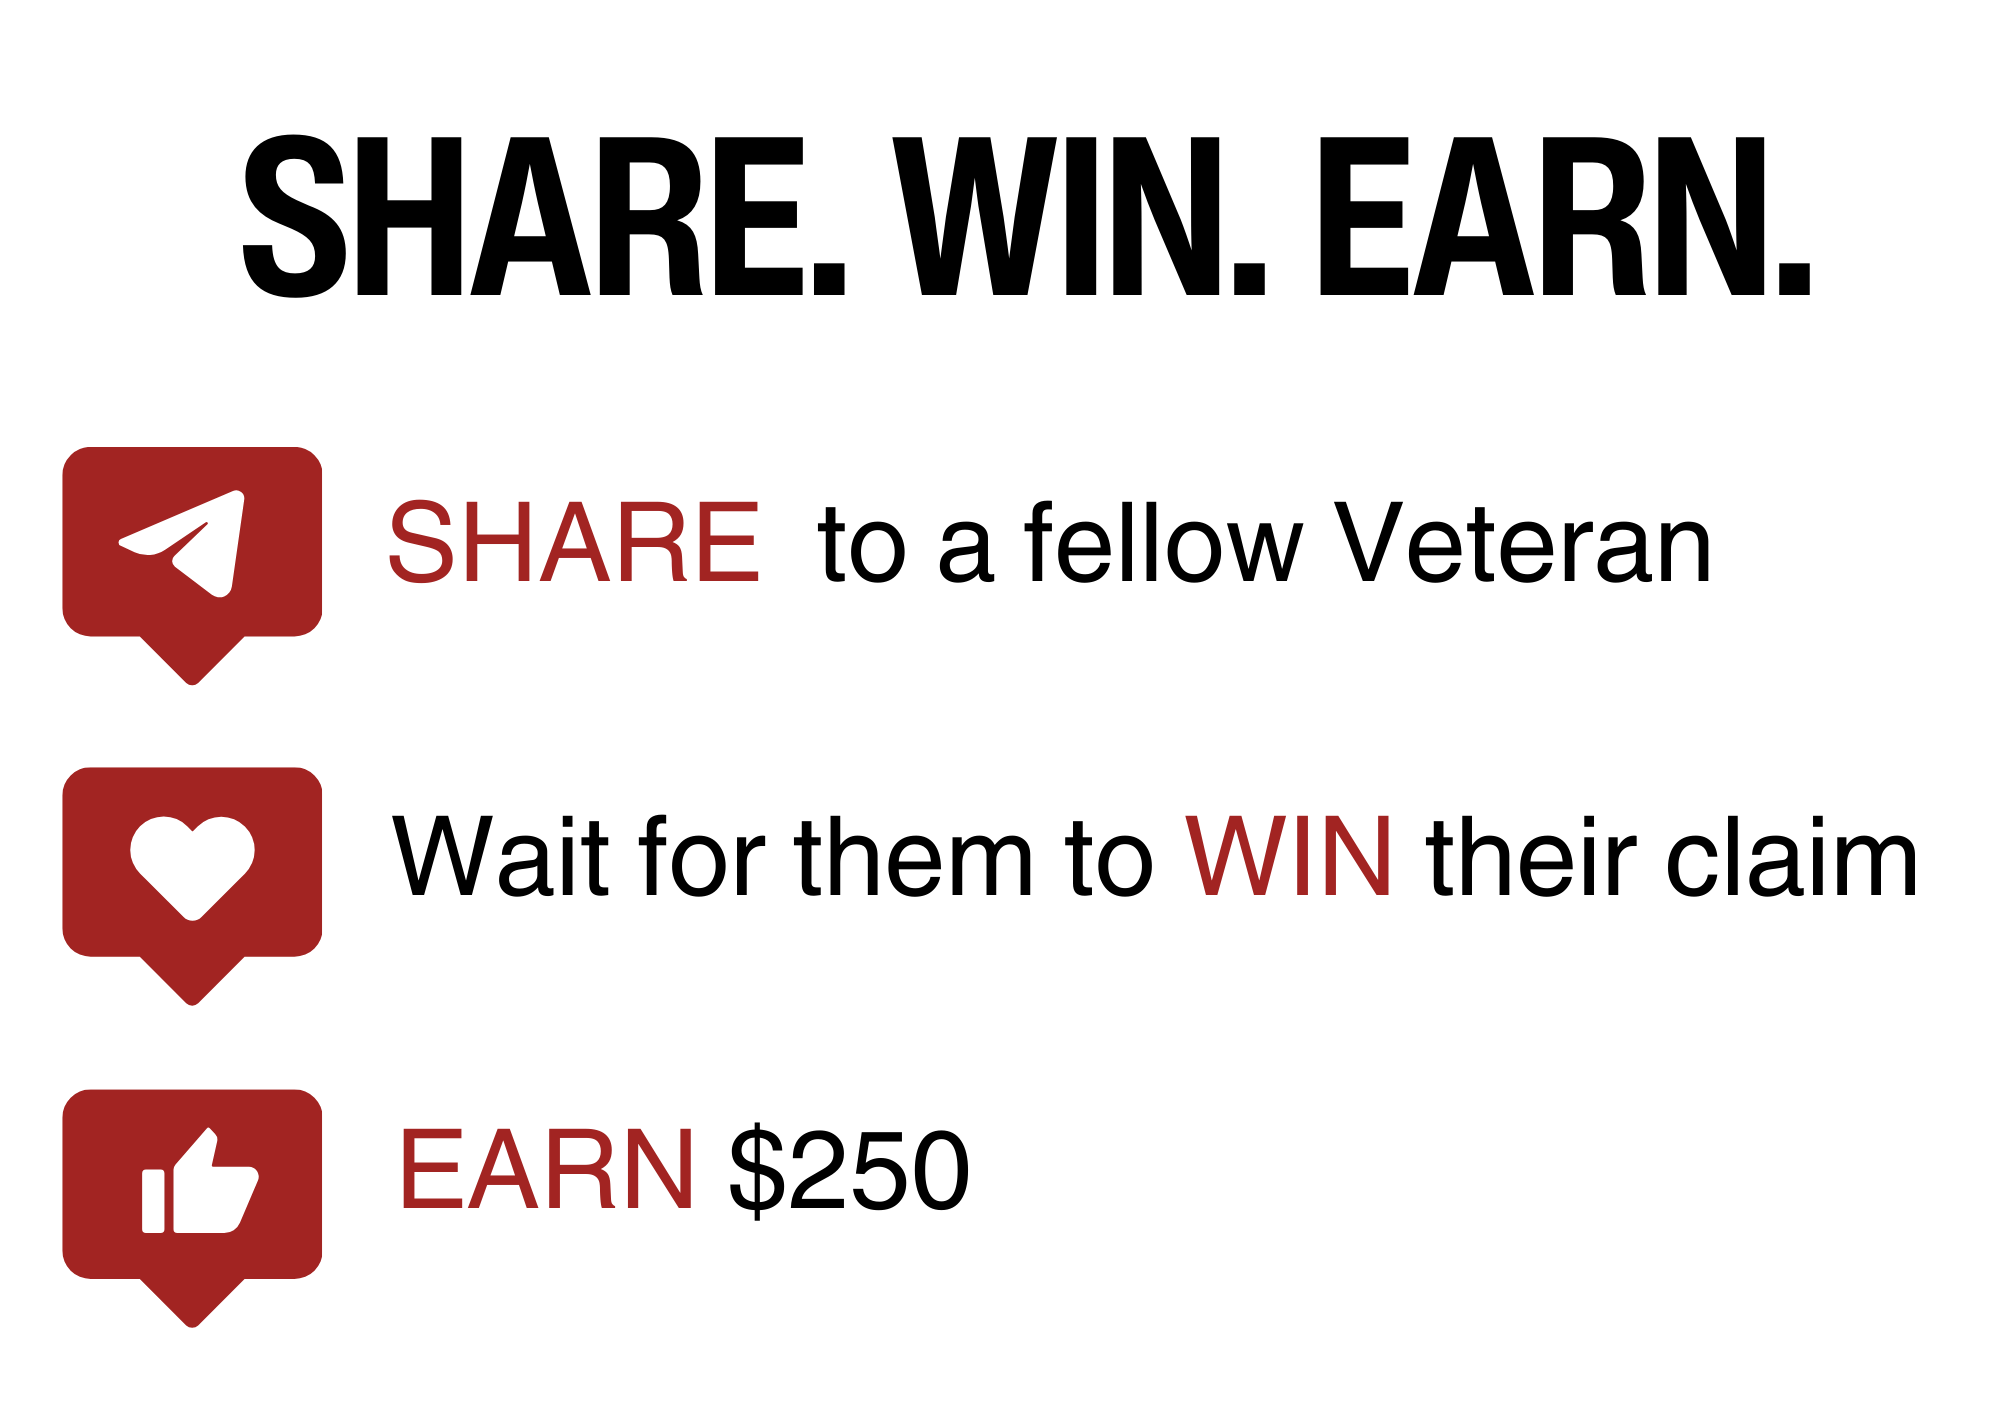 SHARE. WIN. EARN.
SHARE to a fellow Veteran
Wait for them to WIN their claim
EARN $250